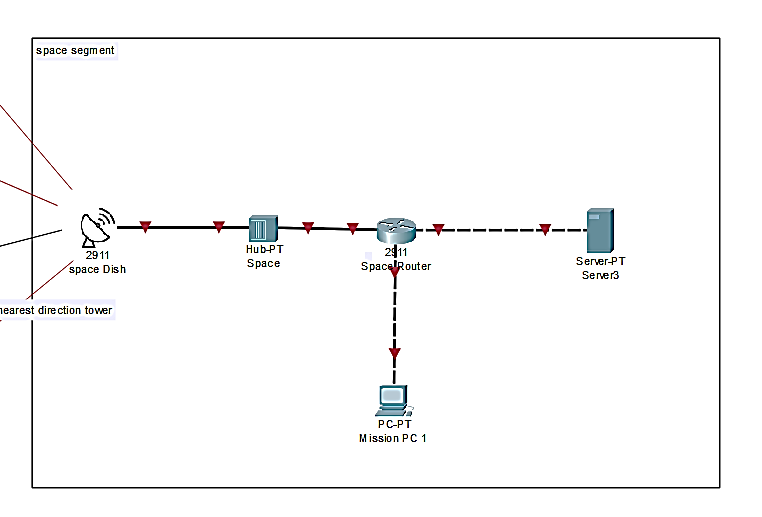 space segment
2911
space Dish
Hub-PT
Space
2911
Space Router
Server-PT
Server3
nearest direction tower
PC-PT
Mission PC 1